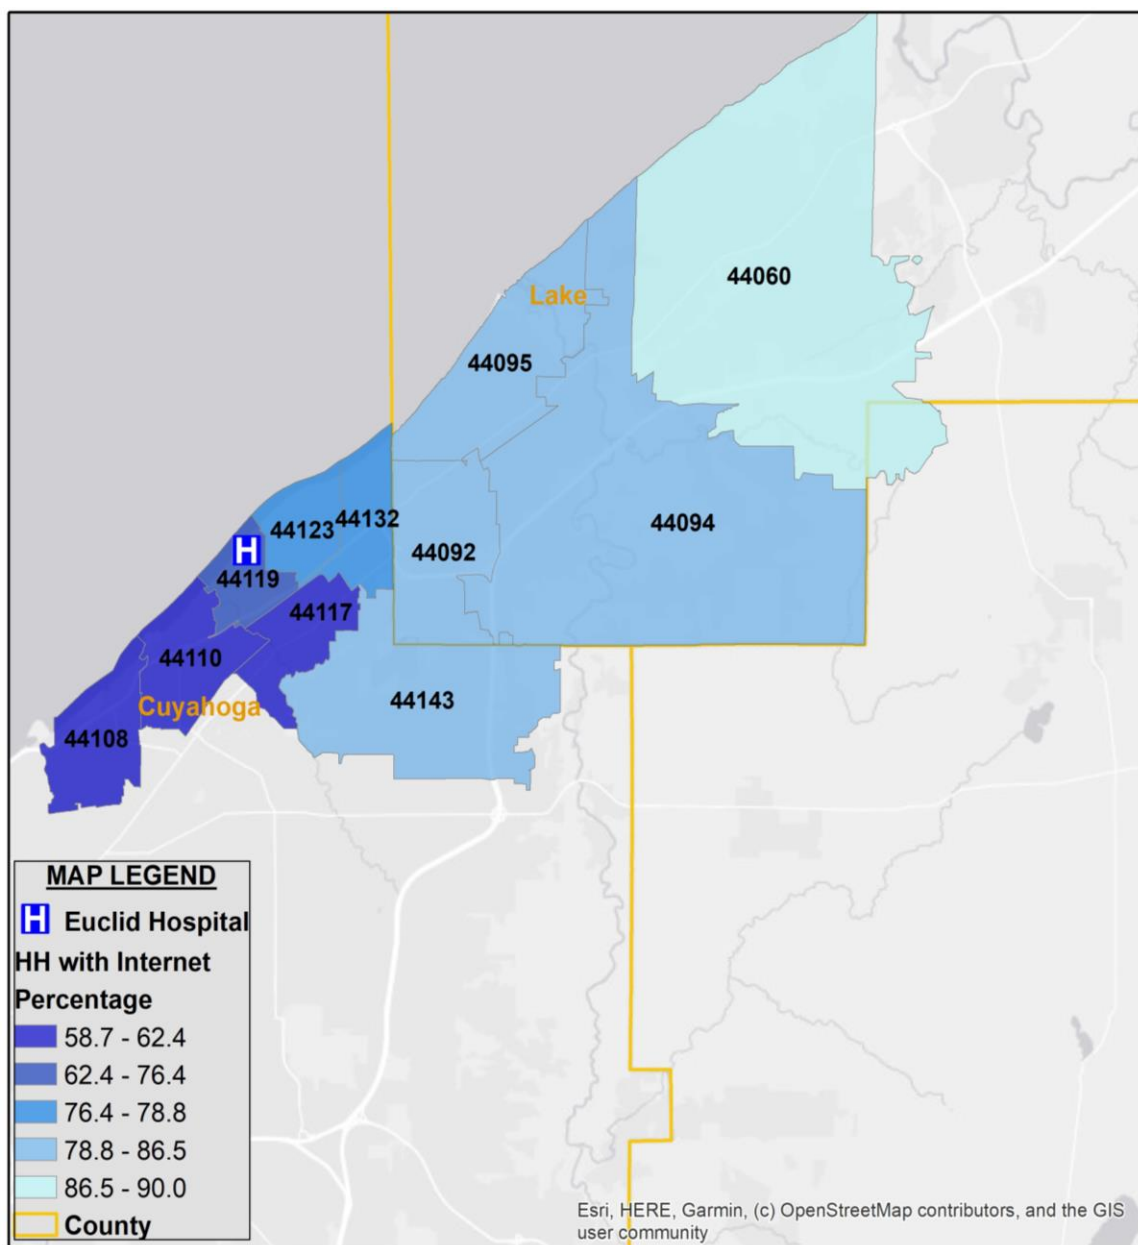 44060
Lake
44095
44094
44132
44123
44092
H
44119
44117
44110
44143
Cuyahoga
44108
MAP LEGEND
H Euclid Hospital
HH with Internet
Percentage
58.7 - 62.4
62.4 - 76.4
76.4 - 78.8
78.8 - 86.5
86.5 - 90.0
County
Esri, HERE, Garmin, (c) OpenStreetMap contributors, and the GIS
user community